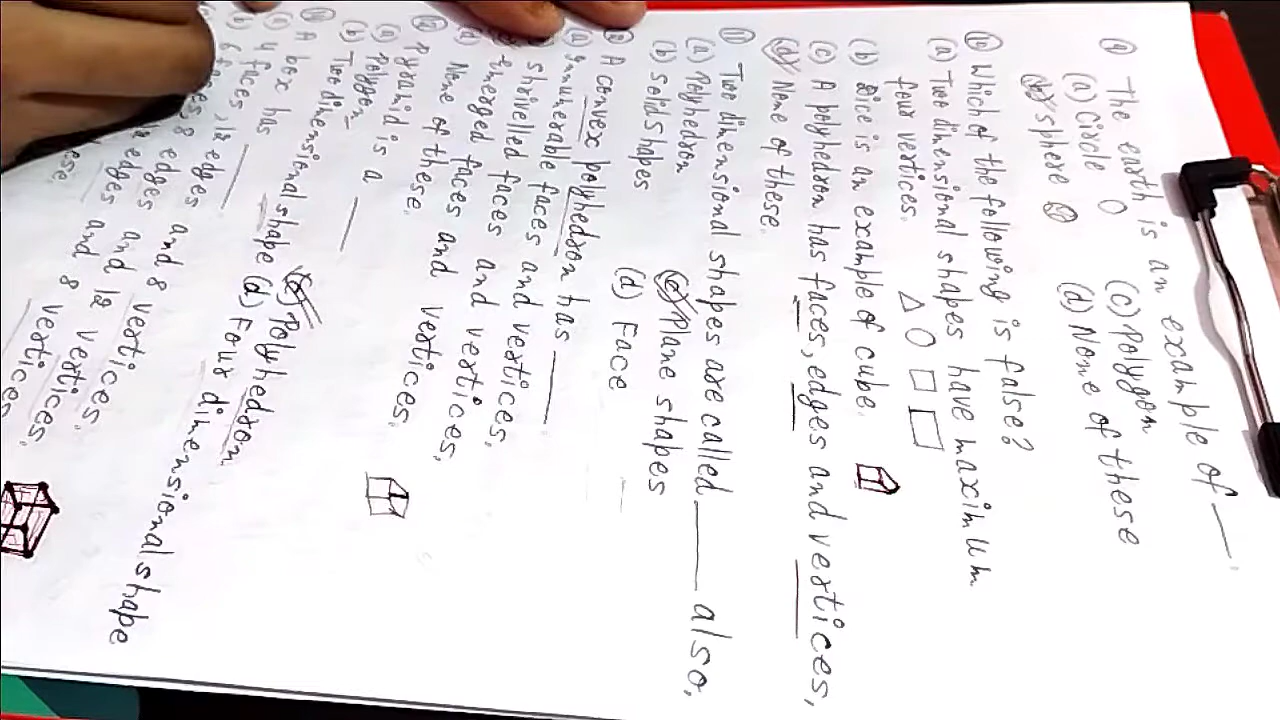 (9) The earth is an example of ____.
(a) circle (c) Polygon
(b) sphere (d) None of these
(10) Which of the following is false?
(a) Two dimensional shapes have maximum
four vertices.
(b) Dice is an example of cube.
(c) A polyhedron has faces, edges and vertices,
(d) None of these.
(11) Two dimensional shapes are called ____ also.
(a) Polyhedron (c) Plane shapes
(b) Solid shapes (d) Face
A convex polyhedron has ____
(a) Innumerable faces and vertices.
shrivelled faces and vertices.
emerged faces and vertices.
(d) None of these.
Pyramid is a ____
(a) Polygon (c) Polyhedron.
(b) Two dimensional shape (d) Four dimensional shape
A box has ____
(a) 4 faces, 12 edges and 8 vertices.
(b) 6 faces 8 edges and 12 vertices.
edges and 8 vertices.